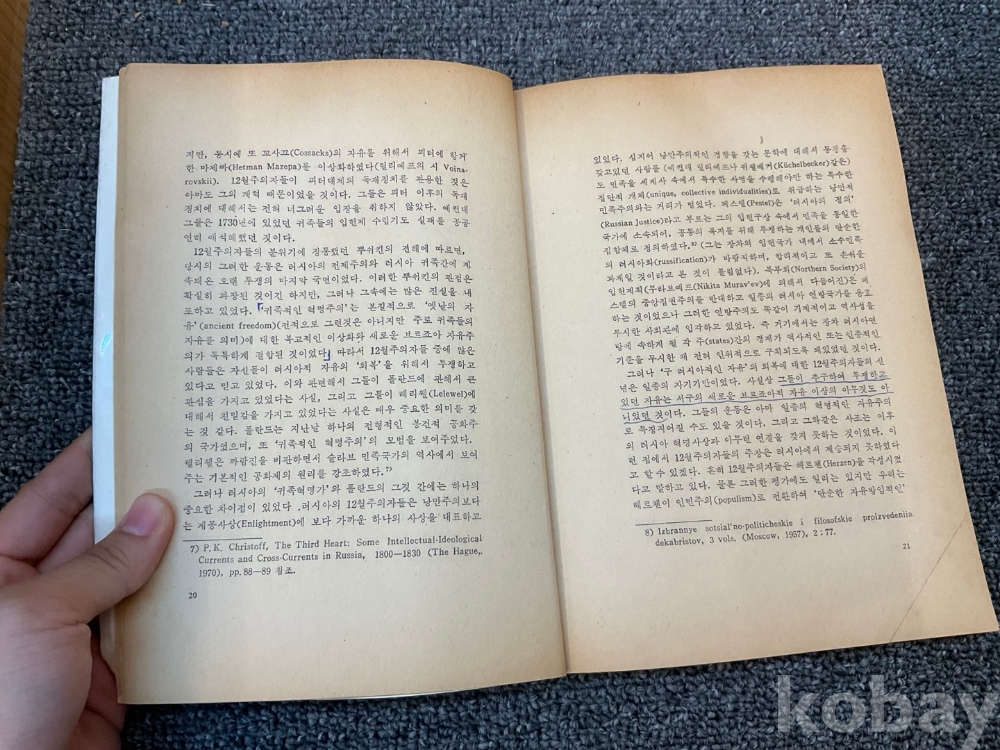 지만, 동시에 또 꼬사끄(Cossacks)의 자유를 위해서 피터에 항거
한 마제빠(Hetman Mazepa)를 이상화하였다(릴리예프의 시 Voina-
rovskii). 12월주의자들이 피터대제의 독재정치를 관용한 것은
아마도 그의 개혁 때문이었을 것이다. 그들은 피터 이후의 독재
정치에 대해서는 전혀 너그러운 입장을 취하지 않았다. 예컨대
그들은 1730년에 있었던 귀족들의 입헌제 수립기도 실패를 공공
연히 애석해했던 것이다.
12월주의자들의 분위기에 정통했던 뿌쉬킨의 견해에 따르면,
당시의 그러한 운동은 러시아의 전제주의와 러시아 귀족간에 계
속돼온 오랜 투쟁의 마지막 국면이었다. 이러한 뿌쉬킨의 관점은
확실히 과장된 것이긴 하지만, 그러나 그속에는 많은 진실을 내
포하고 있었다. ｢'귀족적인 혁명주의'는 본질적으로 '옛날의 자
유'(ancient freedom)(전적으로 그런것은 아니지만 주로 귀족들의
자유를 의미)에 대한 복고적인 이상화와 새로운 브르조아 자유주
의가 독특하게 결합된 것이었다｣ 따라서 12월주의자들 중에 많은
사람들은 자신들이 러시아적 자유의 '회복'을 위해서 투쟁하고
있다고 믿고 있었다. 이와 관련해서 그들이 폴란드에 관해서 큰
관심을 가지고 있었다는 사실, 그리고 그들이 레리웰(Lelewel)에
대해서 친밀감을 가지고 있었다는 사실은 매우 중요한 의미를 갖
는 것 같다. 폴란드는 지난날 하나의 전형적인 봉건적 공화주
의 국가였으며, 또 '귀족적인 혁명주의'의 모범을 보여주었다.
렐리웰은 까람진을 비판하면서 슬라브 민족국가의 역사에서 보여
주는 기본적인 공화제의 원리를 강조하였다.7)
그러나 러시아의 '귀족혁명가'와 폴란드의 그것 간에는 하나의
중요한 차이점이 있었다 .러시아의 12월주의자들은 낭만주의보다
는 계몽사상(Enlightment)에 보다 가까운 하나의 사상을 대표하고
7) P.K. Christoff, The Third Heart: Some Intellectual-Ideological
Currents and Cross-Currents in Russia, 1800—1830 (The Hague,
1970), pp. 88—89 참조.
20
있었다. 심지어 낭만주의적인 경향을 갖는 문학에 대해서 동정을
갖고있었던 사람들(예컨대 릴리예프나 뀌첼베커(Küchelbecker)같은)
도 민족을 세계사 속에서 특수한 사명을 수행해야만 하는 특수한
집단적 개체(unique, collective individualities)로 취급하는 낭만적
민족주의와는 거리가 멀었다. 페스텔(Pestel)은 '러시아의 정의'
(Russian Justice)라고 부르는 그의 입헌구상 속에서 민족을 동일한
국가에 소속되어, 공통의 복지를 위해 투쟁하는 개인들의 단순한
집합체로 정의하였다.8) (그는 장차의 입헌국가 내에서 소수민족
의 러시아화(russification)가 바람직하며, 합리적이고 또 손쉬운
과제일 것이라고 본 것이 틀림없다). 북부회(Northern Society)의
입헌제획(무라브예프(Nikita Murav'ev)에 의해서 다듬어진)은 페
스텔의 중앙집권주의를 반대하고 일종의 러시아 연방국가를 옹호
하는 것이었으나 그러한 연방주의도 똑같이 기계적이고 역사성을
무시한 사회관에 입각하고 있었다. 즉 거기에서는 장차 러시아연
방에 속하게 될 각 주(states)간의 경계가 역사적인 또는 인종적인
기준을 무시한 채 전혀 인위적으로 구획되도록 돼있었던 것이다.
그러나 '구 러시아적인 자유'의 회복에 대한 12월주의자들의 신
념은 일종의 자기기만이었다. 사실상 그들이 추구하여 투쟁하고
있던 자유는 서구의 새로운 브르조아적 자유 이상의 아무것도 아
니었던 것이다. 그들의 운동은 아마 일종의 혁명적인 자유주의
로 특징지어질 수도 있을 것이다. 그리고 그와같은 사조는 이후
의 러시아 혁명사상과 아무런 연결을 갖지 못하는 것이었다. 이
런 점에서 12월주의자들의 주장은 러시아에서 계승되지 못하였다
고 할 수 있겠다. 흔히 12월주의자들은 헤르첸(Herzen)을 각성시켰
다고 말하고 있다. 물론 그러한 평가에도 일리는 있지만 우리는
헤르첸이 인민주의(populism)로 전환하여 '단순한 자유방임적인'
8) Izbrannye sotsial'no-politicheskie i filosofskie proizvedeniia
dekabristov, 3 vols. (Moscow, 1957), 2 : 77.
21
kobay